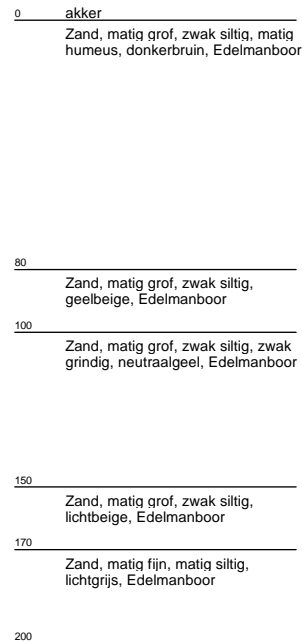 0 akker
Zand, matig grof, zwak siltig, matig
humeus, donkerbruin, Edelmanboor
80
Zand, matig grof, zwak siltig,
geelbeige, Edelmanboor
100
Zand, matig grof, zwak siltig, zwak
grindig, neutraalgeel, Edelmanboor
150
Zand, matig grof, zwak siltig,
lichtbeige, Edelmanboor
170
Zand, matig fijn, matig siltig,
lichtgrijs, Edelmanboor
200